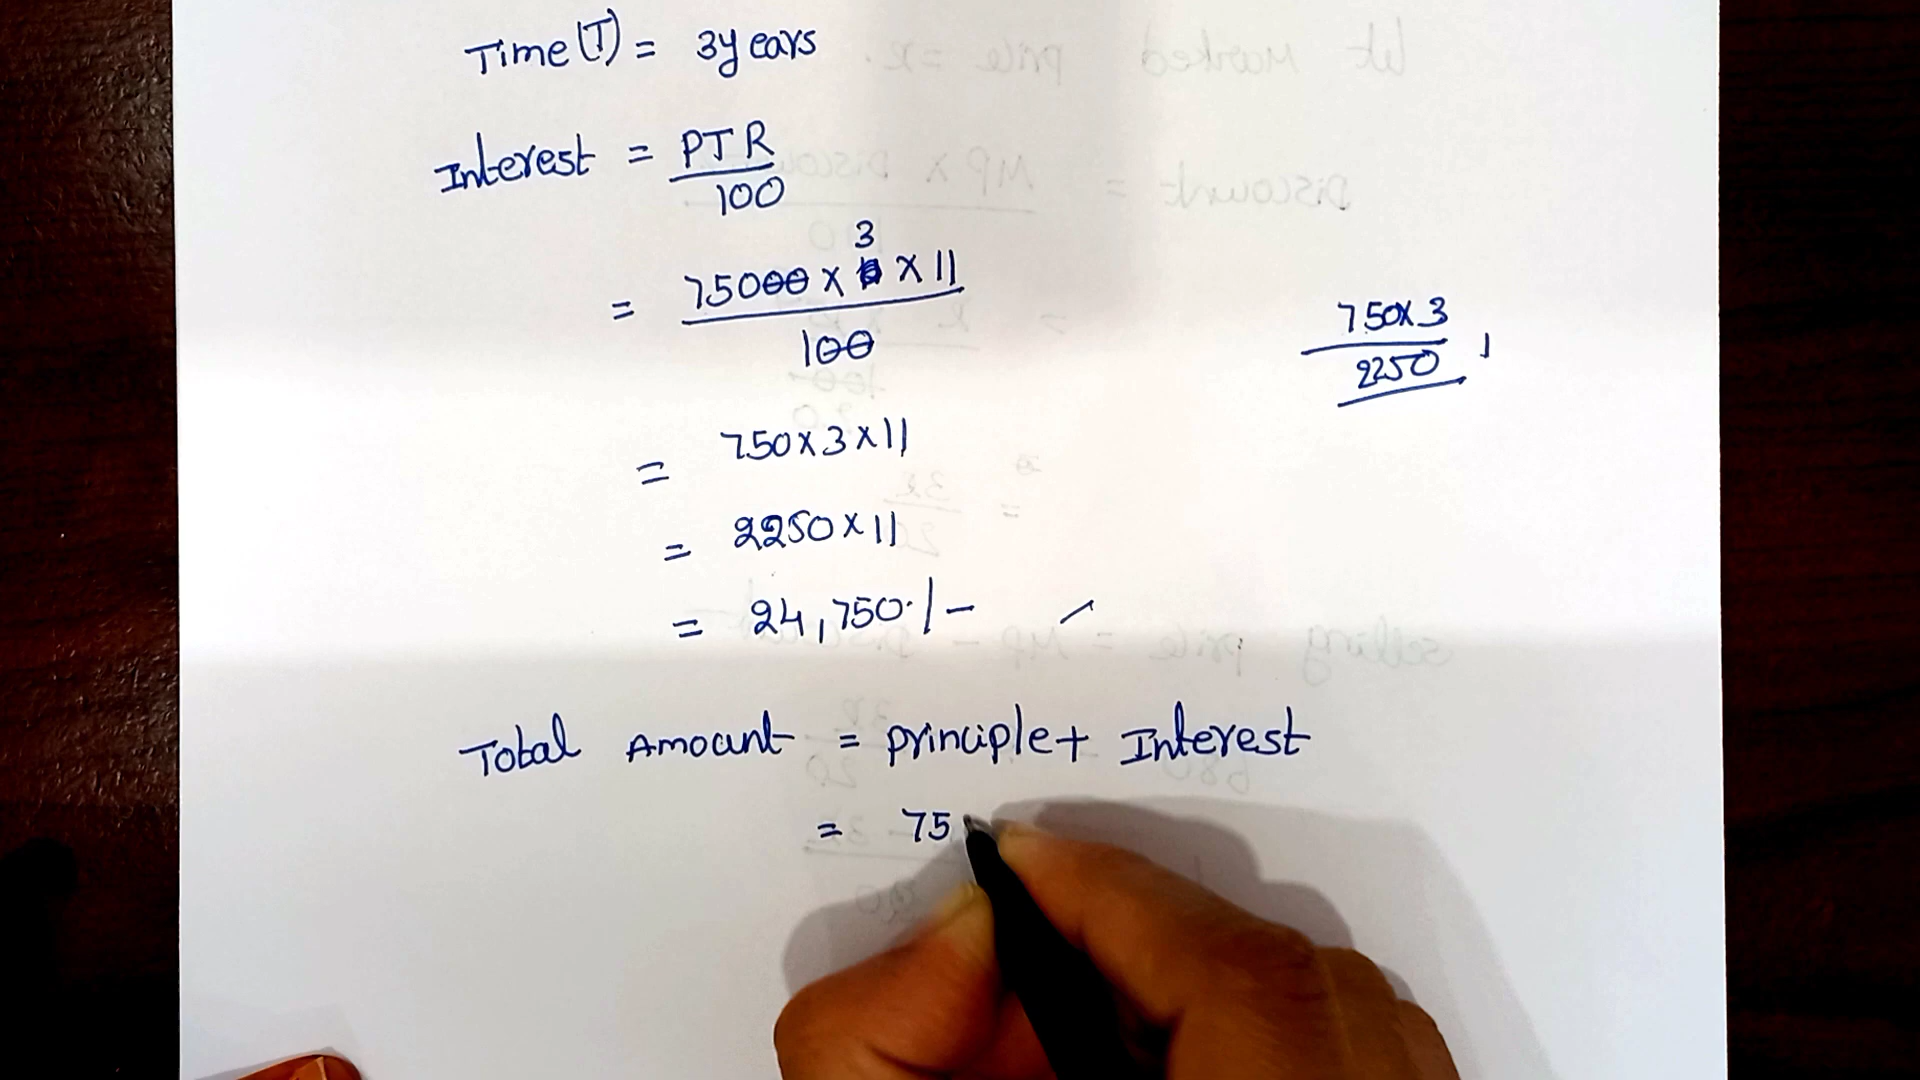 Time (T) = 3years
Interest = PTR
100
3
= 75000 x x 11
100
750x3
2250
= 750x3x11
= 2250x11
= 24,750./-
Total Amount = principle + Interest
= 75